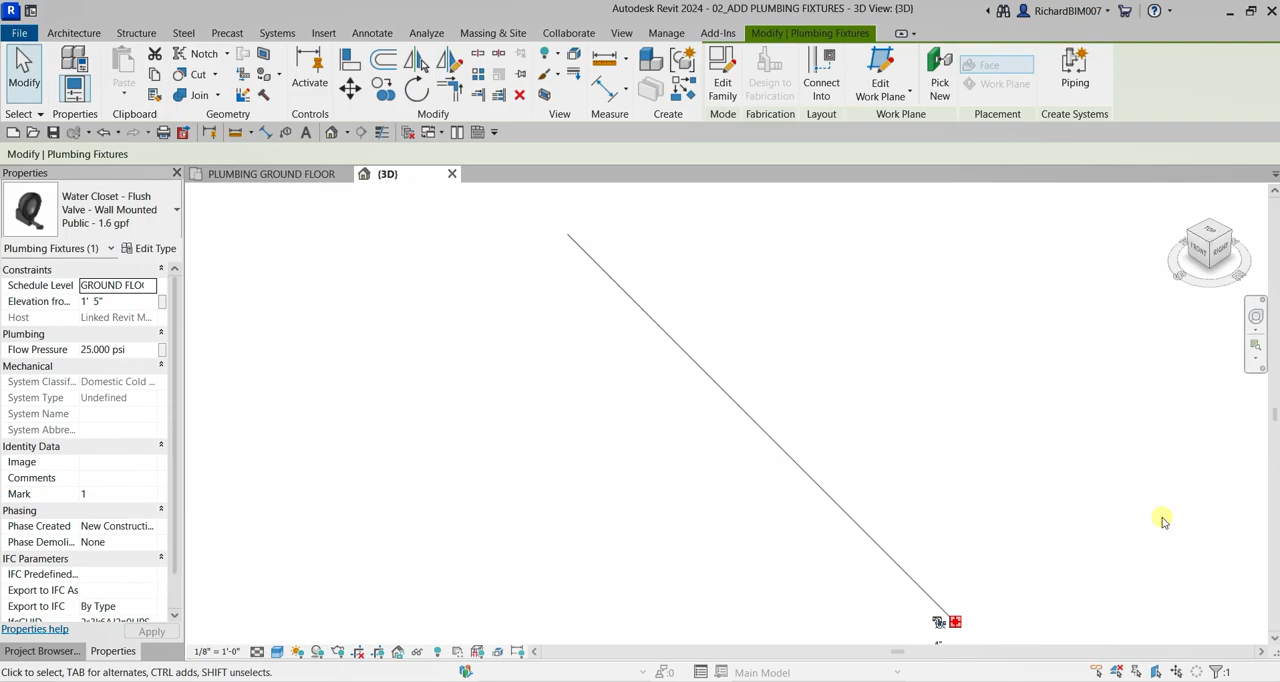 Autodesk Revit 2024 - 02_ADD PLUMBING FIXTURES - 3D View: {3D}
RichardBIM007
File Architecture Structure Steel Precast Systems Insert Annotate Analyze Massing & Site Collaborate View Manage Add-Ins Modify | Plumbing Fixtures
Modify Paste Notch Cut Join Activate Edit Family Design to Fabrication Connect Into Edit Work Plane Pick New Face Work Plane Piping
Select Properties Clipboard Geometry Controls Modify View Measure Create Mode Fabrication Layout Work Plane Placement Create Systems
Modify | Plumbing Fixtures
Properties
PLUMBING GROUND FLOOR
{3D}
Water Closet - Flush
Valve - Wall Mounted
Public - 1.6 gpf
Plumbing Fixtures (1) Edit Type
Constraints
Schedule Level GROUND FLO
Elevation fro... 1' 5"
Host Linked Revit M...
Plumbing
Flow Pressure 25.000 psi
Mechanical
System Classif... Domestic Cold ...
System Type Undefined
System Name
System Abbre...
Identity Data
Image
Comments
Mark 1
Phasing
Phase Created New Constructi...
Phase Demoli... None
IFC Parameters
IFC Predefined...
Export to IFC As
Export to IFC By Type
Properties help Apply
Project Browser... Properties
TOP
FRONT RIGHT
1/8" = 1'-0"
Click to select, TAB for alternates, CTRL adds, SHIFT unselects.
:0
Main Model
:1